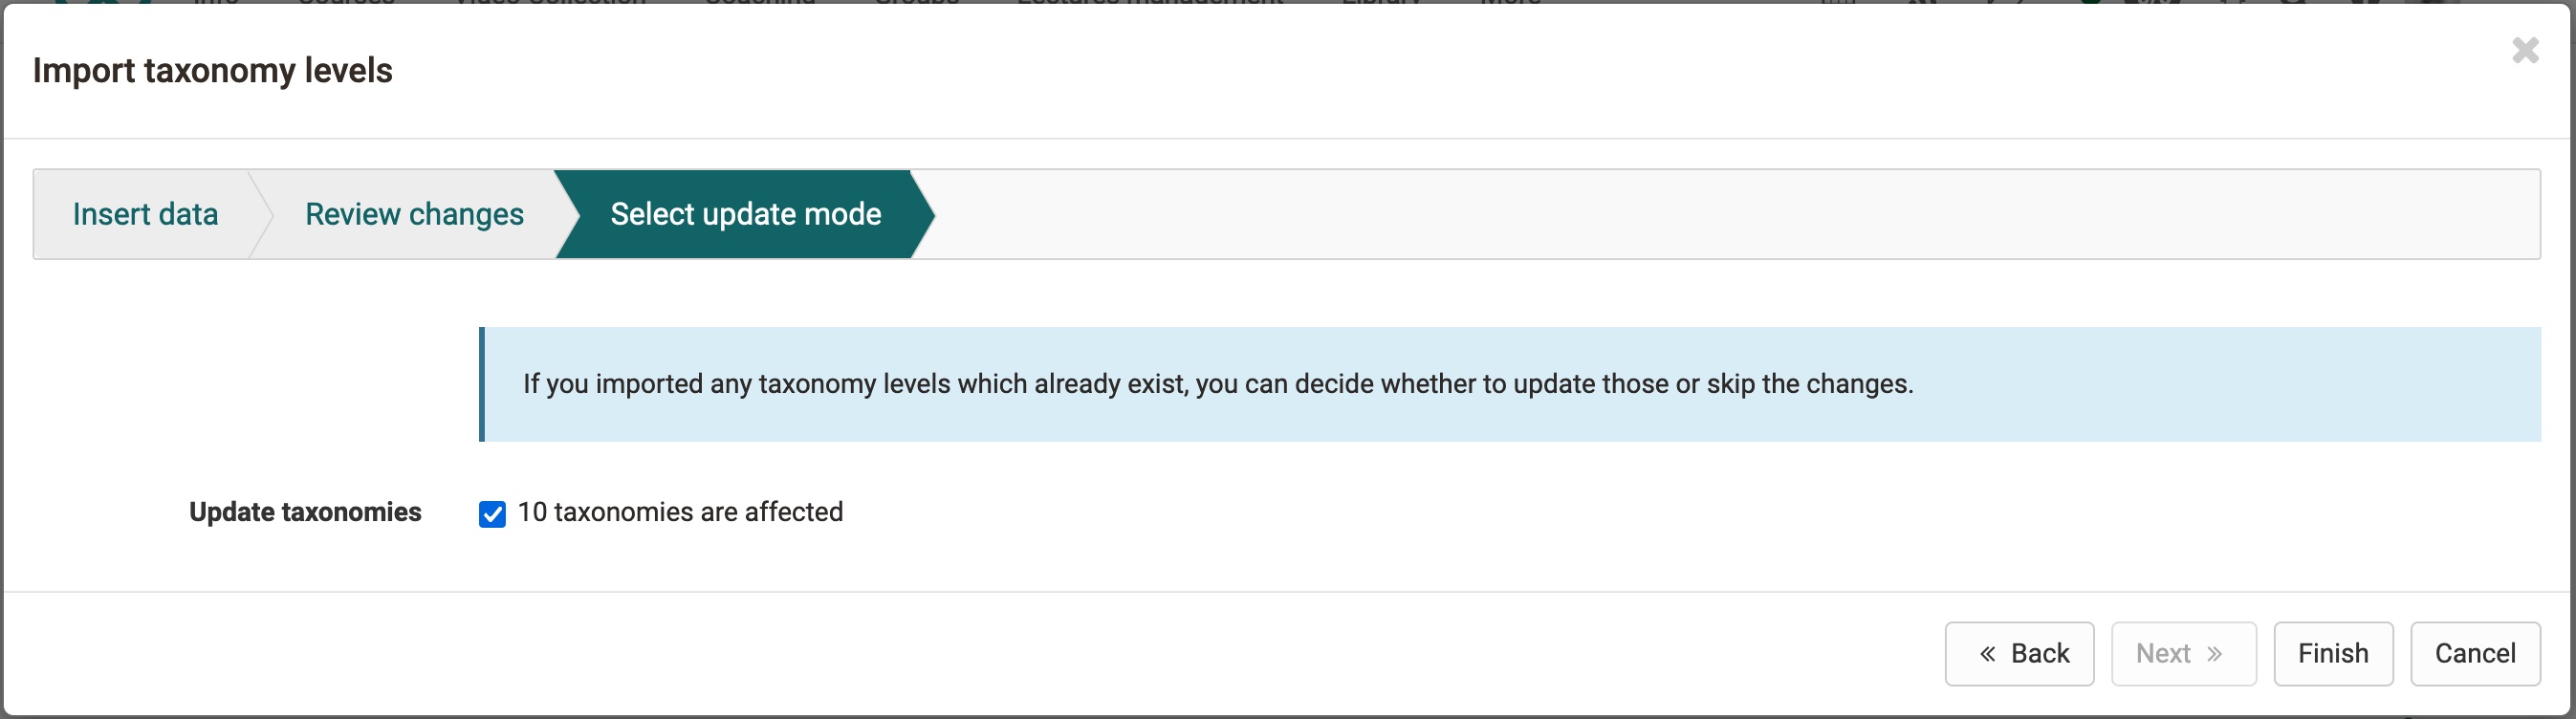 Import taxonomy levels
Insert data
Review changes
Select update mode
If you imported any taxonomy levels which already exist, you can decide whether to update those or skip the changes.
Update taxonomies
10 taxonomies are affected
« Back
Next »
Finish
Cancel